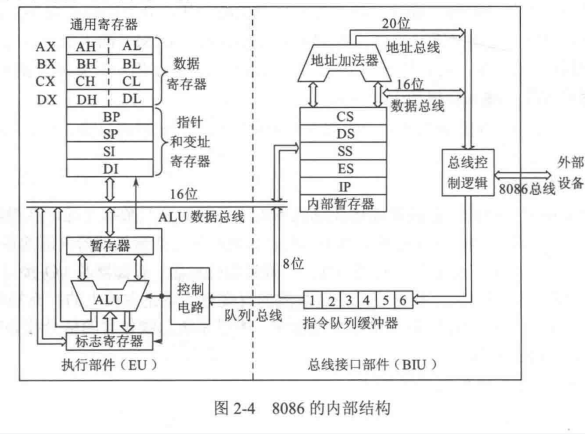 通用寄存器
AX AH AL
BX BH BL
CX CH CL
DX DH DL
数据
寄存器
BP
SP
SI
DI
指针
和变址
寄存器
16位
ALU 数据总线
暂存器
ALU
标志寄存器
控制
电路
执行部件(EU)
20位
地址总线
地址加法器
16位
数据总线
CS
DS
SS
ES
IP
内部暂存器
总线控
制逻辑
外部
8086总线 设备
8位
队列总线
1 2 3 4 5 6
指令队列缓冲器
总线接口部件(BIU)
图 2-4 8086 的内部结构